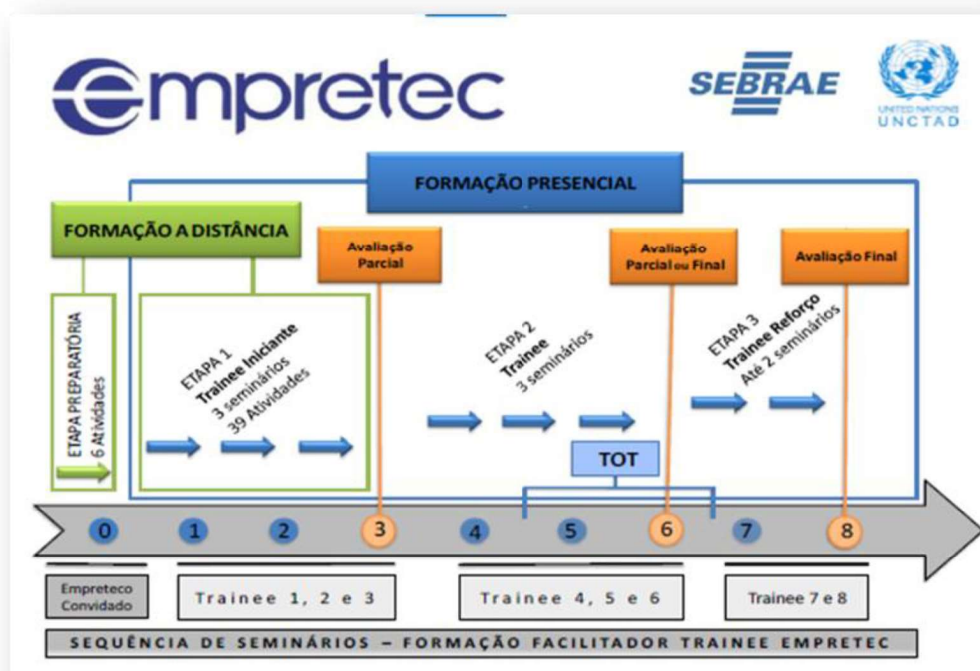 Empretec
SEBRAE
UNITED NATIONS
UNCTAD
FORMAÇÃO PRESENCIAL
FORMAÇÃO A DISTÂNCIA
Avaliação
Parcial
Avaliação
Parcial ou Final
Avaliação Final
ETAPA PREPARATÓRIA
6 Atividades
ETAPA 1
Trainee Iniciante
3 seminários
39 Atividades
ETAPA 2
Trainee
3 seminários
ETAPA 3
Trainee Reforço
Até 2 seminários
TOT
0 1 2 3 4 5 6 7 8
Empreteco
Convidado
Trainee 1, 2 e 3
Trainee 4, 5 e 6
Trainee 7 e 8
SEQUÊNCIA DE SEMINÁRIOS – FORMAÇÃO FACILITADOR TRAINEE EMPRETEC